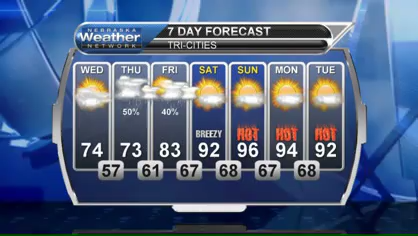 NEBRASKA
Weather
NETWORK
7 DAY FORECAST
TRI-CITIES
WED THU FRI SAT SUN MON TUE
50% 40%
BREEZY HOT HOT HOT
74 73 83 92 96 94 92
57 61 67 68 67 68